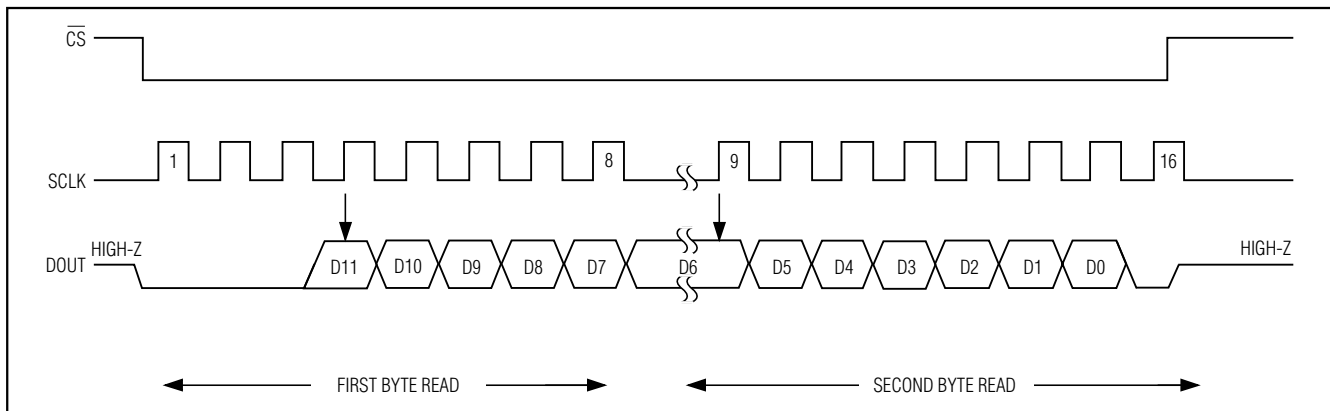 CS
SCLK
1
8
9
16
DOUT
HIGH-Z
D11
D10
D9
D8
D7
D6
D5
D4
D3
D2
D1
D0
HIGH-Z
FIRST BYTE READ
SECOND BYTE READ